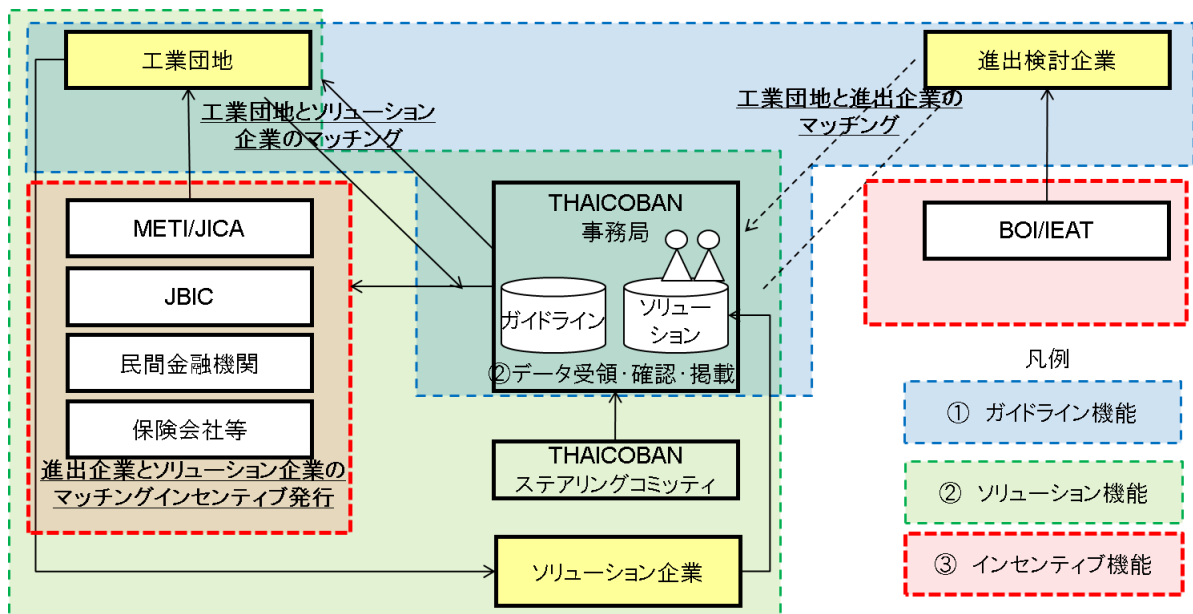 工業団地
進出検討企業
工業団地とソリューション
企業のマッチング
工業団地と進出企業の
マッチング
METI/JICA
JBIC
民間金融機関
保険会社等
進出企業とソリューション企業の
マッチングインセンティブ発行
THAICOBAN
事務局
ガイドライン
ソリュー
ション
②データ受領・確認・掲載
THAICOBAN
ステアリングコミッティ
ソリューション企業
BOI/IEAT
凡例
① ガイドライン機能
② ソリューション機能
③ インセンティブ機能